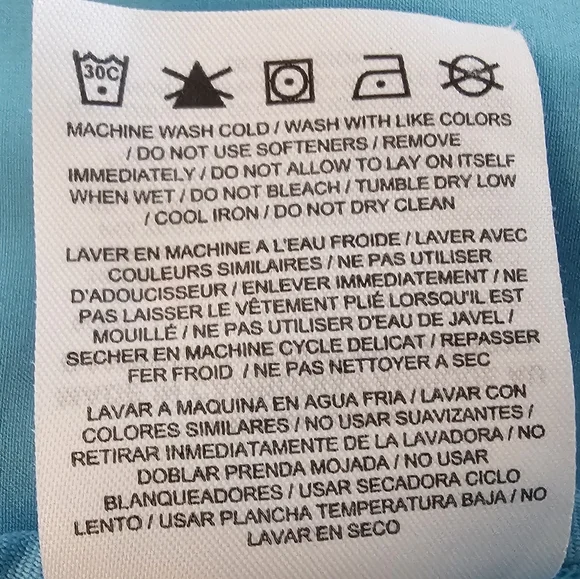 30C
MACHINE WASH COLD / WASH WITH LIKE COLORS
/ DO NOT USE SOFTENERS / REMOVE
IMMEDIATELY / DO NOT ALLOW TO LAY ON ITSELF
WHEN WET / DO NOT BLEACH / TUMBLE DRY LOW
/ COOL IRON / DO NOT DRY CLEAN
LAVER EN MACHINE A L'EAU FROIDE / LAVER AVEC
COULEURS SIMILAIRES / NE PAS UTILISER
D'ADOUCISSEUR / ENLEVER IMMEDIATEMENT / NE
PAS LAISSER LE VÊTEMENT PLIÉ LORSQU'IL EST
MOUILLÉ / NE PAS UTILISER D'EAU DE JAVEL /
SECHER EN MACHINE CYCLE DELICAT / REPASSER
FER FROID / NE PAS NETTOYER A SEC
LAVAR A MAQUINA EN AGUA FRIA / LAVAR CON
COLORES SIMILARES / NO USAR SUAVIZANTES /
RETIRAR INMEDIATAMENTE DE LA LAVADORA / NO
DOBLAR PRENDA MOJADA / NO USAR
BLANQUEADORES / USAR SECADORA CICLO
LENTO / USAR PLANCHA TEMPERATURA BAJA / NO
LAVAR EN SECO